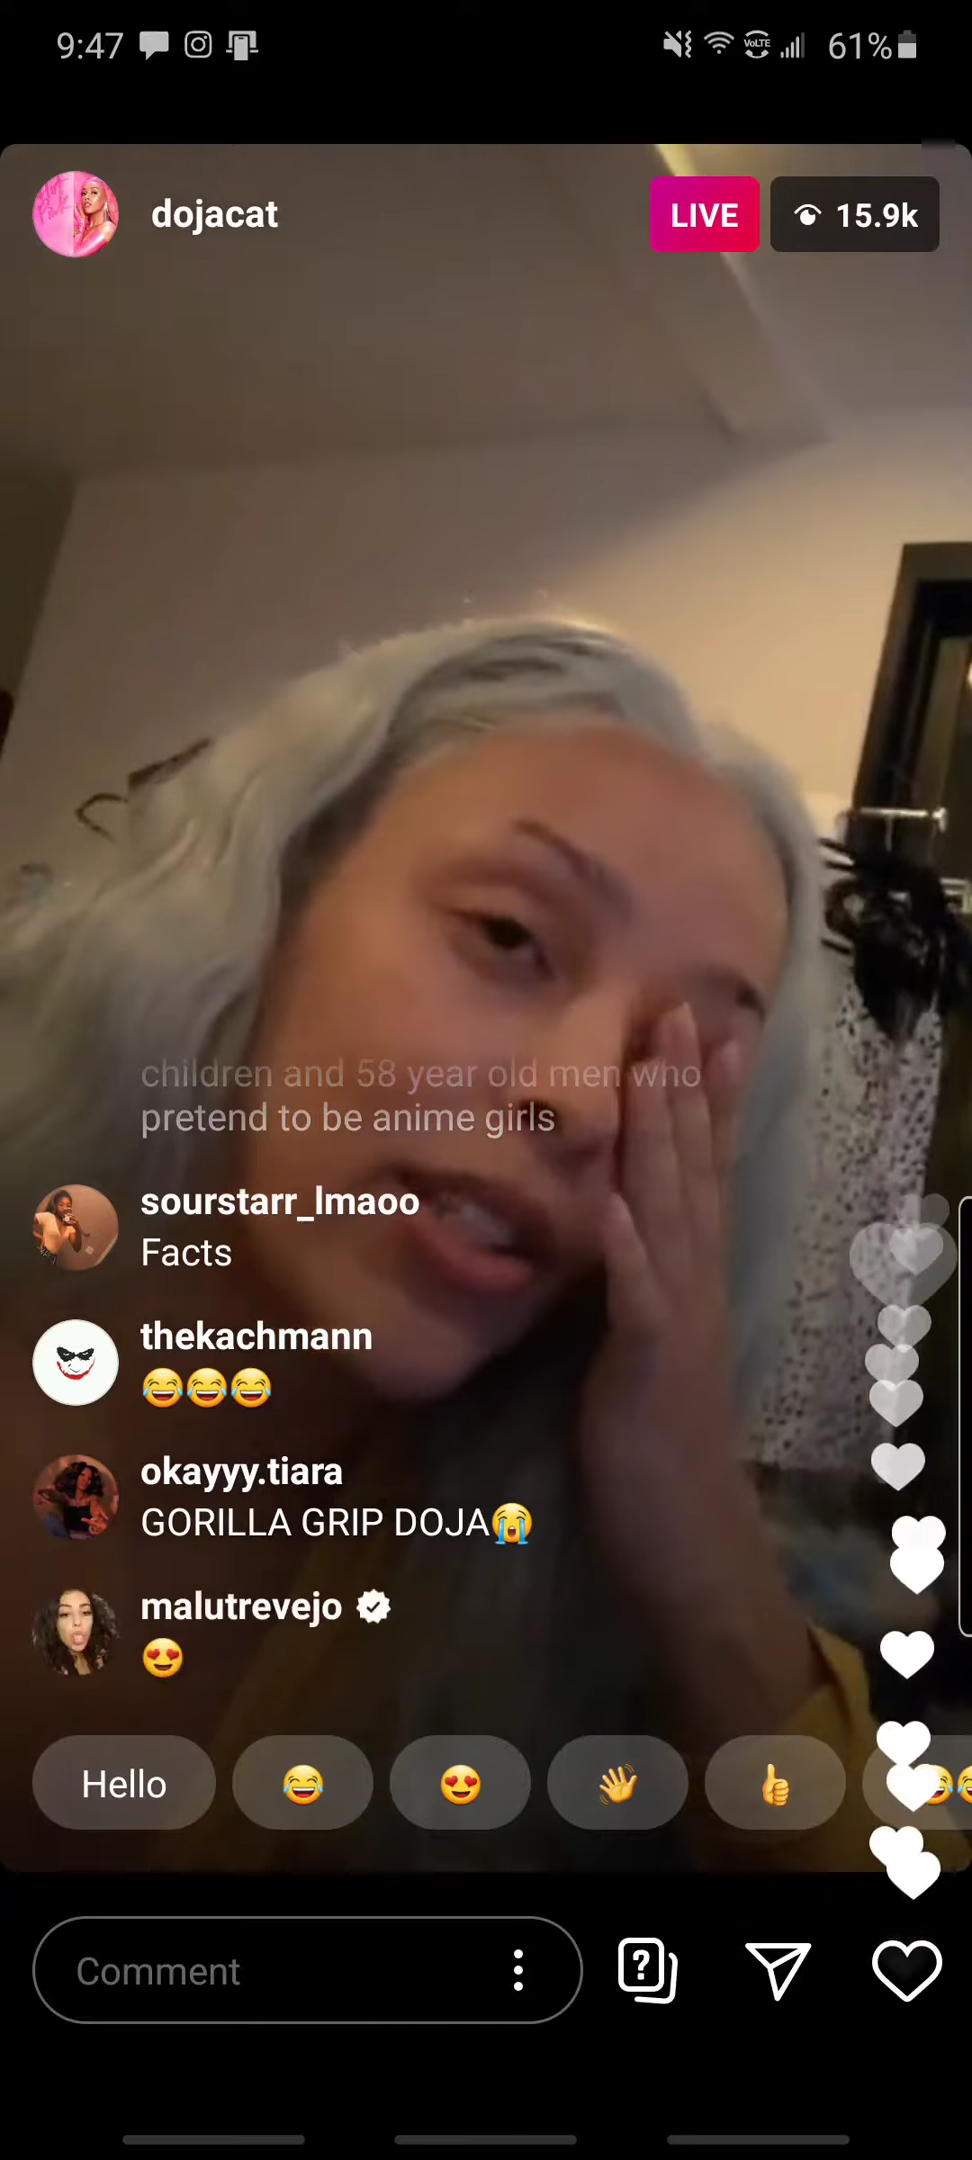 9:47
VoLTE
61%
dojacat
LIVE
15.9k
children and 58 year old men who
pretend to be anime girls
sourstarr_lmaoo
Facts
thekachmann
😂😂😂
okayyy.tiara
GORILLA GRIP DOJA😭
malutrevejo
😍
Hello 😂 😍 👋 👍
Comment